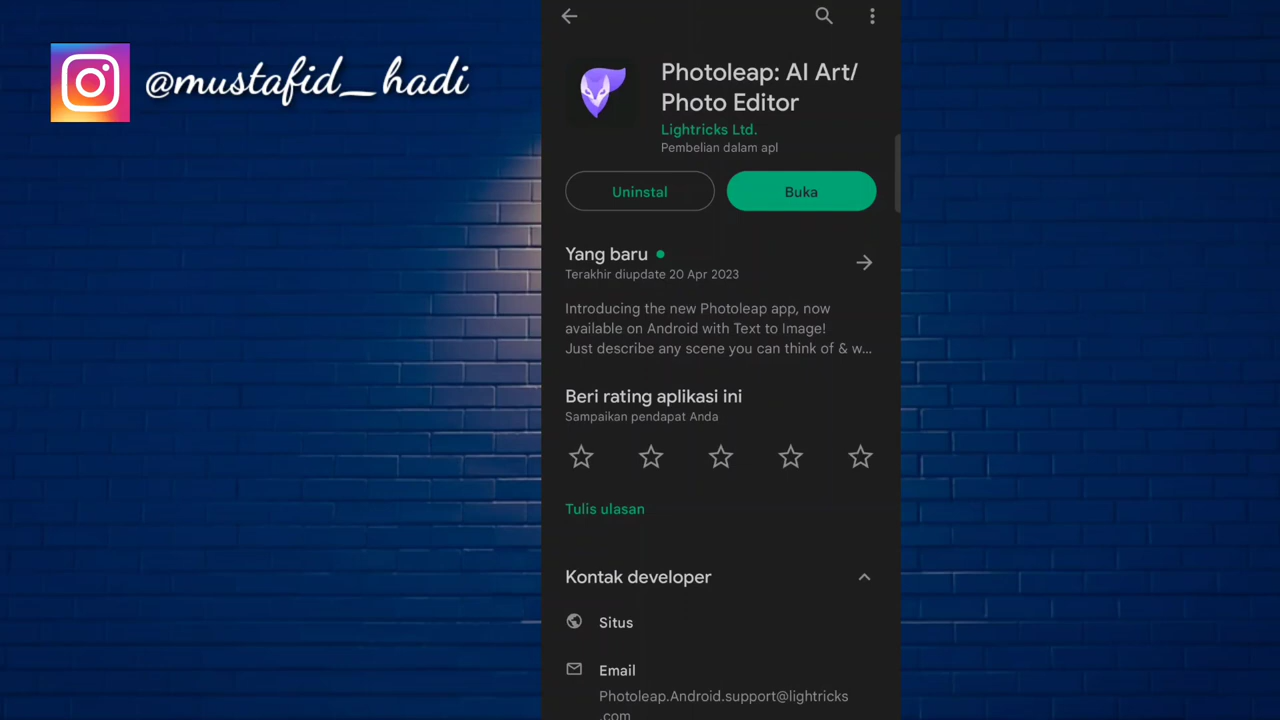 @mustafid_hadi
Photoleap: AI Art/
Photo Editor
Lightricks Ltd.
Pembelian dalam apl
Uninstal
Buka
Yang baru
Terakhir diupdate 20 Apr 2023
Introducing the new Photoleap app, now
available on Android with Text to Image!
Just describe any scene you can think of & w...
Beri rating aplikasi ini
Sampaikan pendapat Anda
Tulis ulasan
Kontak developer
Situs
Email
Photoleap.Android.support@lightricks
.com